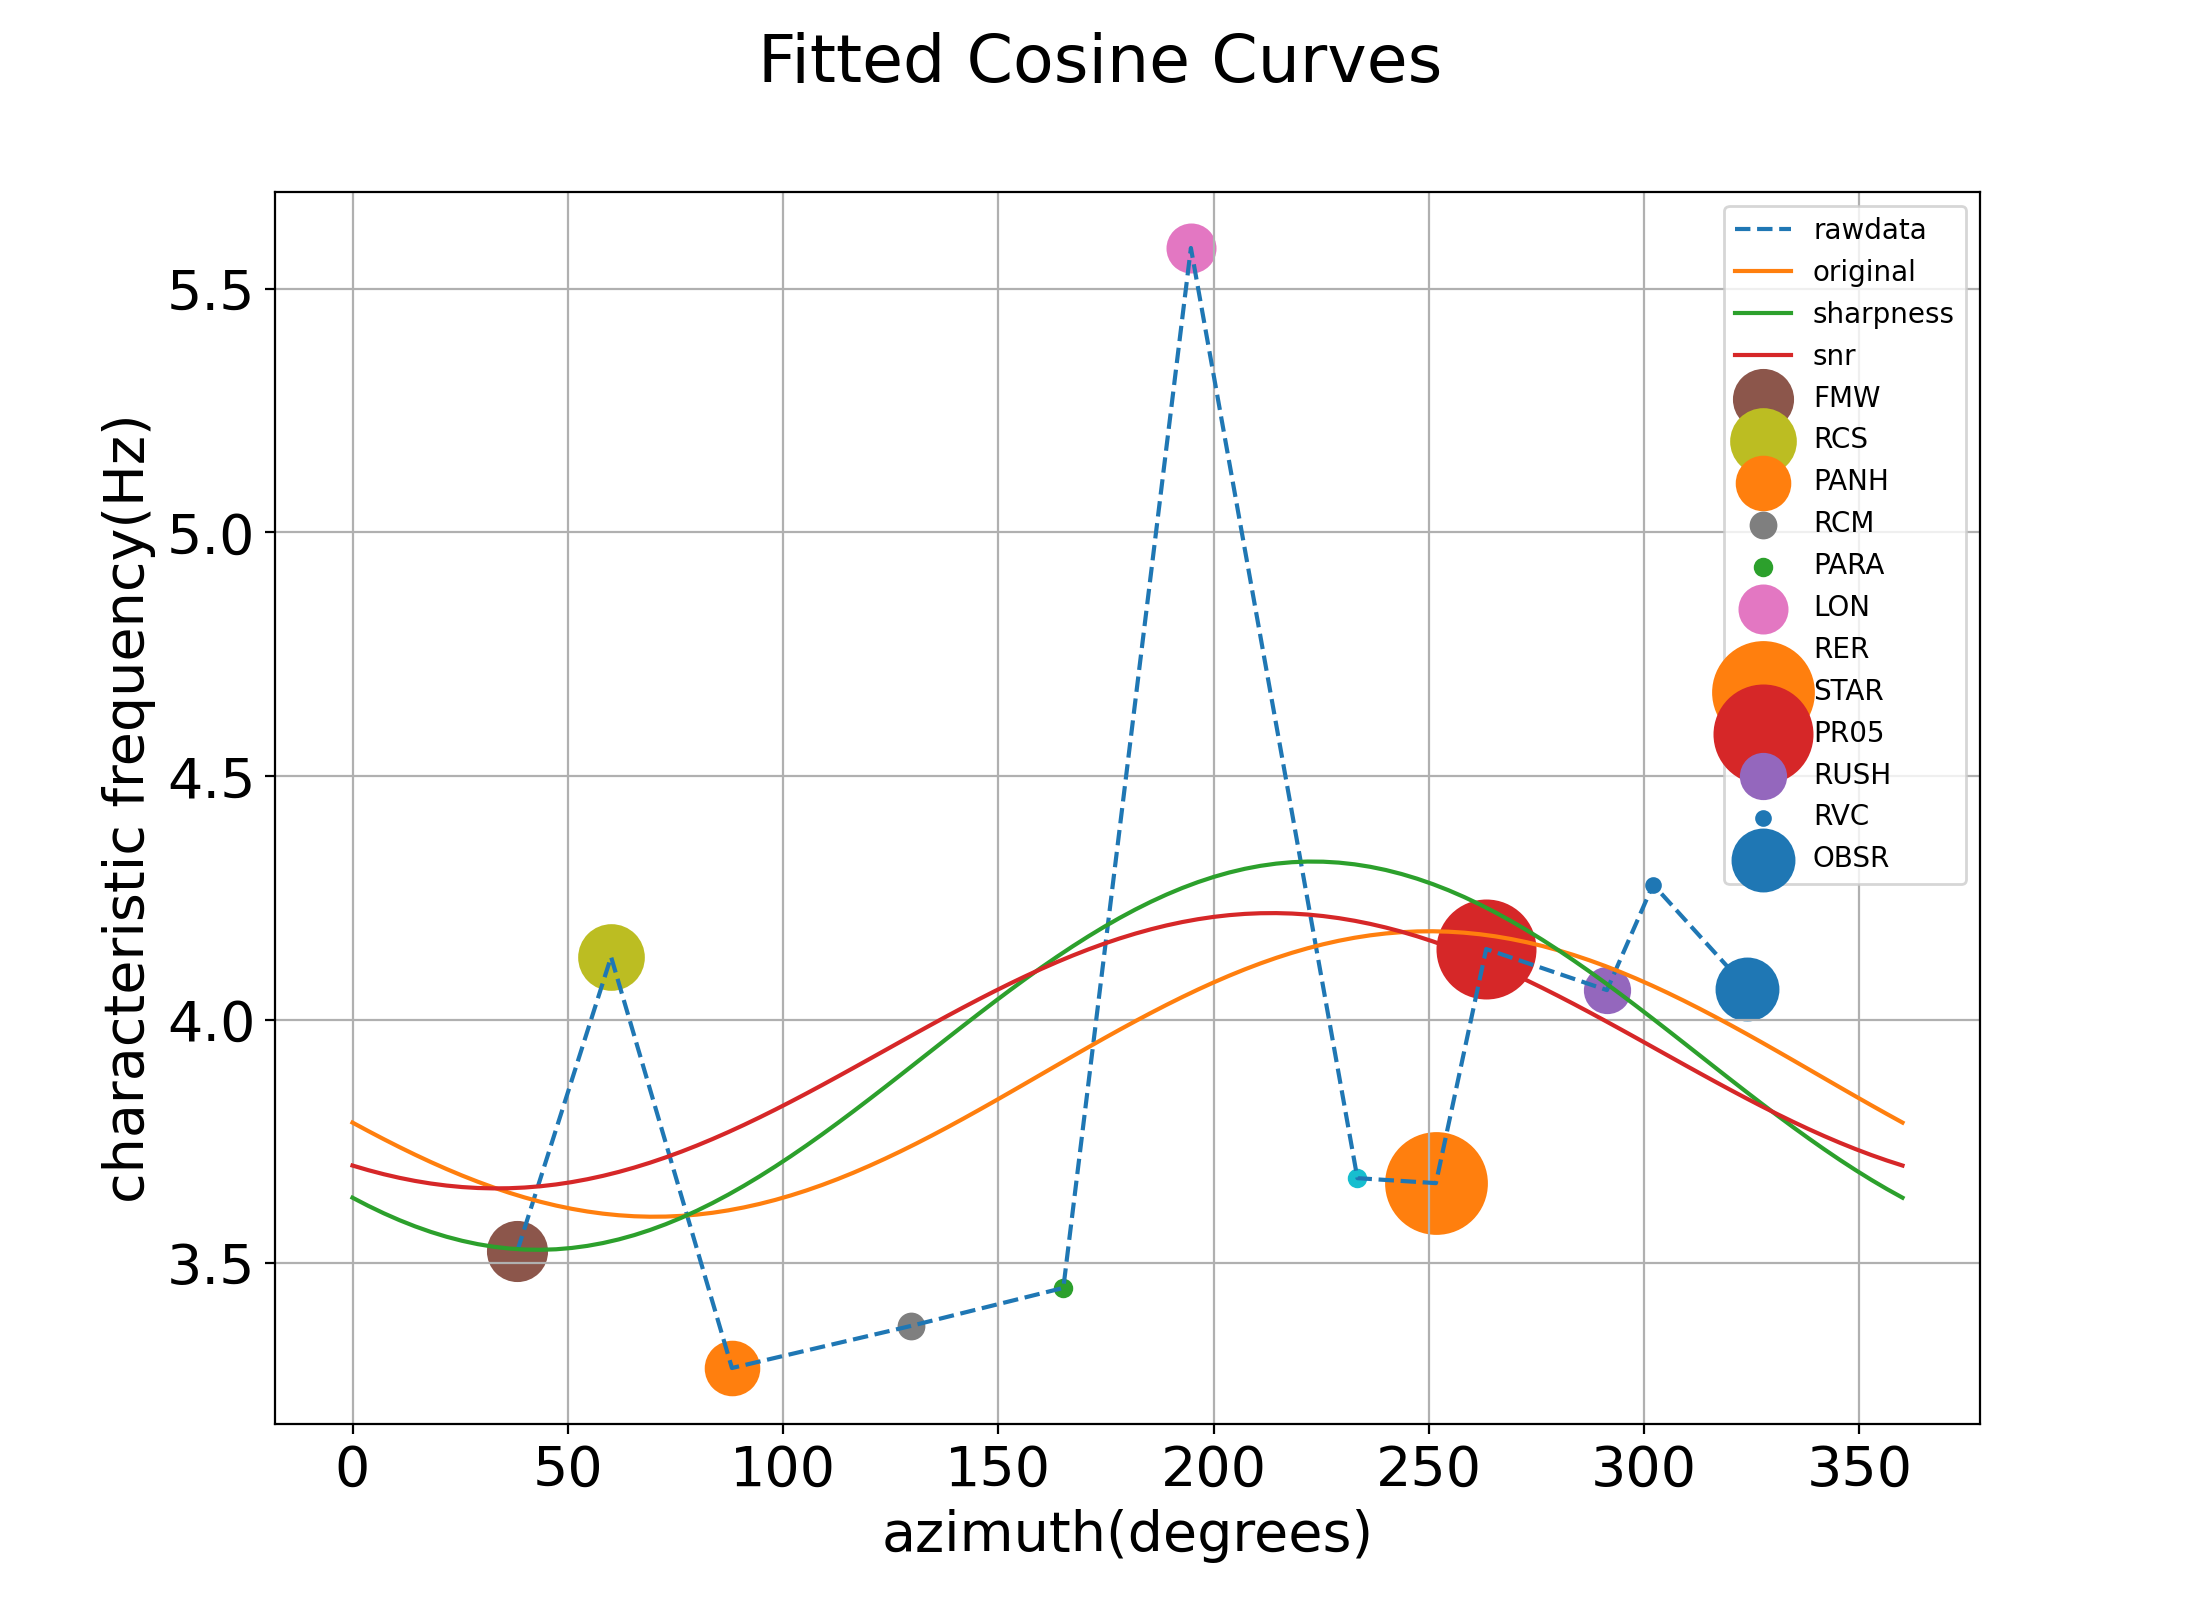 Fitted Cosine Curves
characteristic frequency(Hz)
5.5
5.0
4.5
4.0
3.5
rawdata
original
sharpness
snr
FMW
RCS
PANH
RCM
PARA
LON
RER
STAR
PR05
RUSH
RVC
OBSR
0 50 100 150 200 250 300 350
azimuth(degrees)